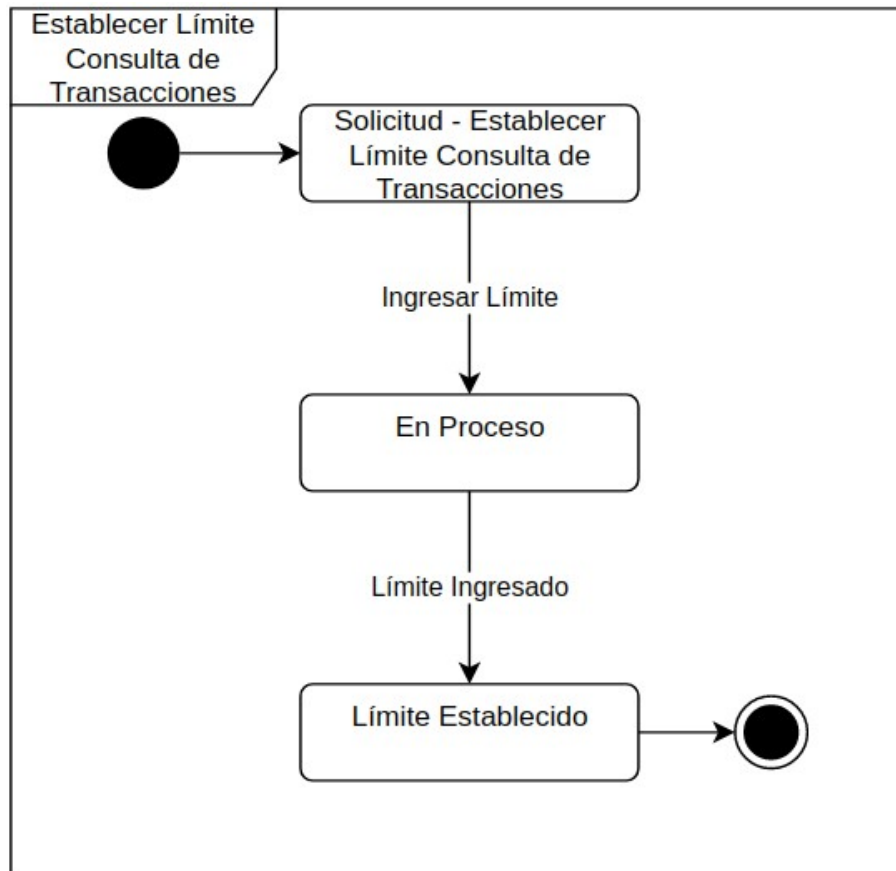 Establecer Límite
Consulta de
Transacciones
Solicitud - Establecer
Límite Consulta de
Transacciones
Ingresar Límite
En Proceso
Límite Ingresado
Límite Establecido